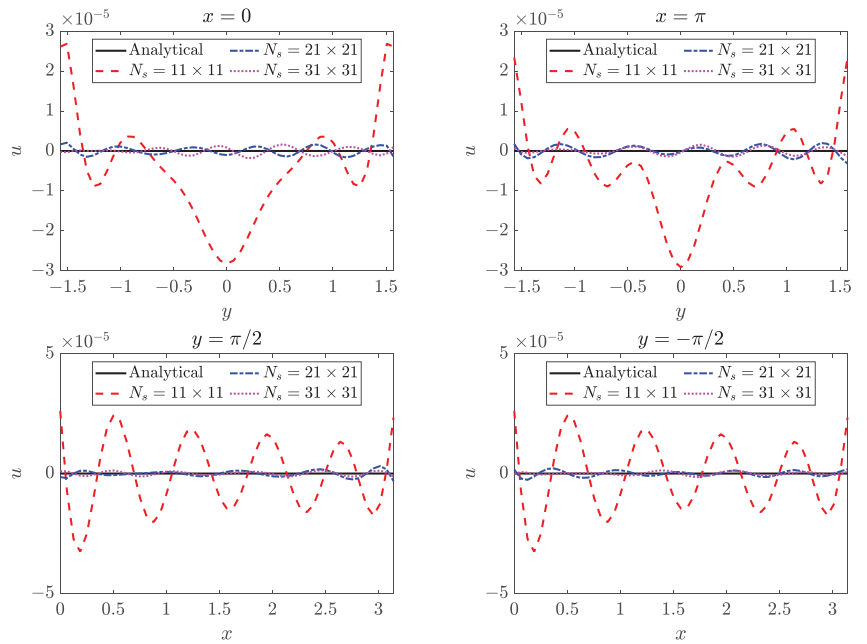 ×10⁻⁵ x = 0
3
2
1
0
−1
−2
−3
u
Analytical
N_s = 11 × 11
N_s = 21 × 21
N_s = 31 × 31
−1.5 −1 −0.5 0 0.5 1 1.5
y
×10⁻⁵ x = π
3
2
1
0
−1
−2
−3
u
Analytical
N_s = 11 × 11
N_s = 21 × 21
N_s = 31 × 31
−1.5 −1 −0.5 0 0.5 1 1.5
y
×10⁻⁵ y = π/2
5
0
−5
u
Analytical
N_s = 11 × 11
N_s = 21 × 21
N_s = 31 × 31
0 0.5 1 1.5 2 2.5 3
x
×10⁻⁵ y = −π/2
5
0
−5
u
Analytical
N_s = 11 × 11
N_s = 21 × 21
N_s = 31 × 31
0 0.5 1 1.5 2 2.5 3
x